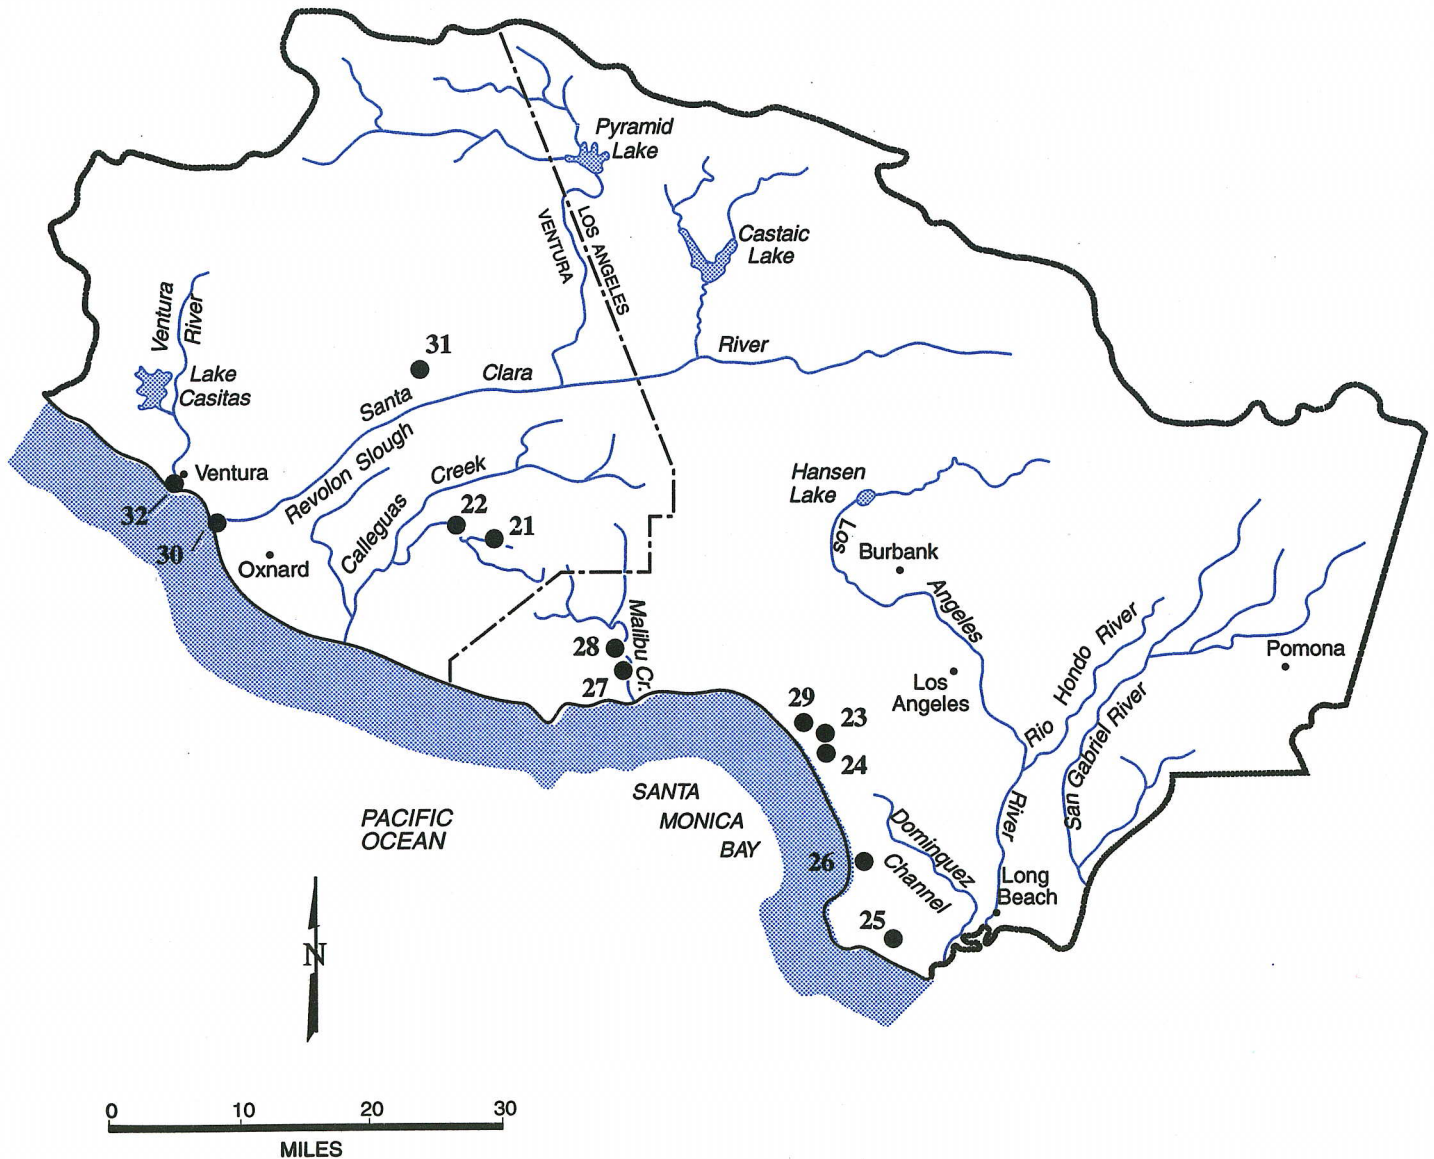 Pyramid
Lake
VENTURA
LOS ANGELES
Castaic
Lake
Ventura
River
Lake
Casitas
31
Santa
Clara
River
Revolon Slough
Ventura
32
30
Oxnard
Calleguas
Creek
22
21
Hansen
Lake
Los
Angeles
River
Burbank
Malibu Cr.
28
27
Los
Angeles
Rio
Hondo
River
San Gabriel River
Pomona
29
23
24
SANTA
MONICA
BAY
PACIFIC
OCEAN
26
25
Dominquez
Channel
Long
Beach
N
0
10
20
30
MILES